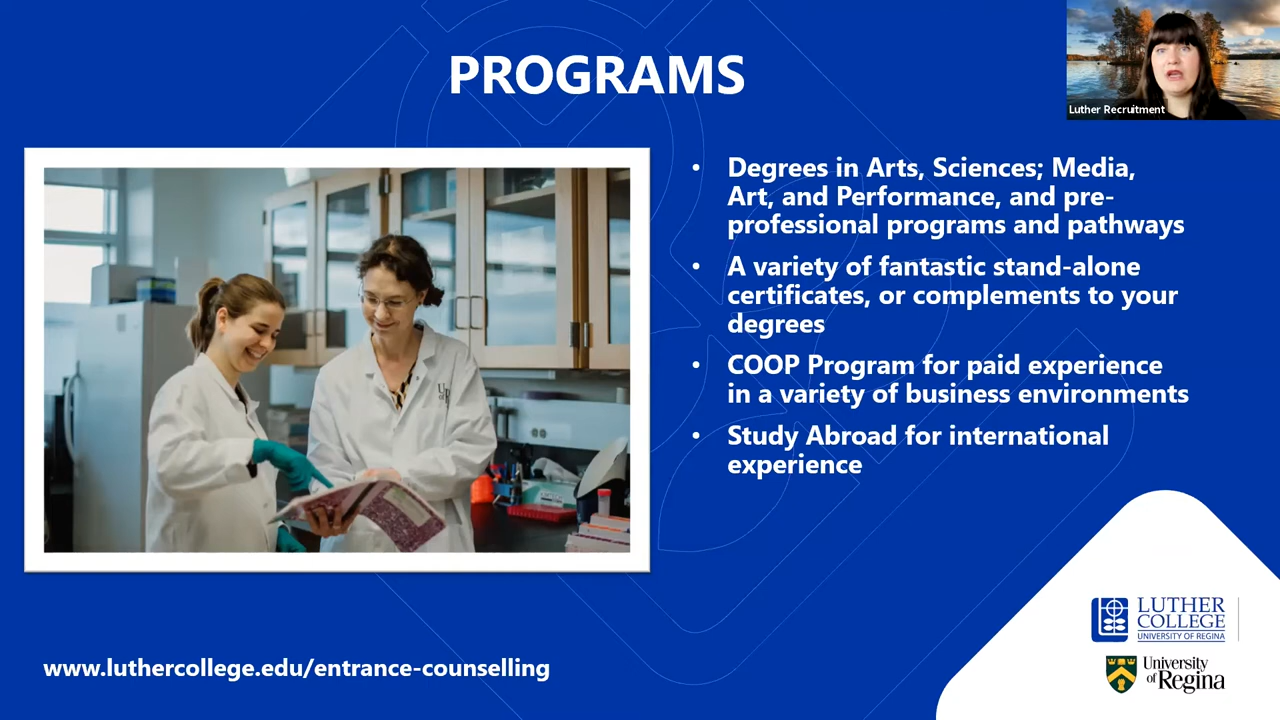 PROGRAMS
Luther Recruitment
• Degrees in Arts, Sciences; Media,
Art, and Performance, and pre-
professional programs and pathways
• A variety of fantastic stand-alone
certificates, or complements to your
degrees
• COOP Program for paid experience
in a variety of business environments
• Study Abroad for international
experience
LUTHER
COLLEGE
UNIVERSITY OF REGINA
University
of Regina
www.luthercollege.edu/entrance-counselling